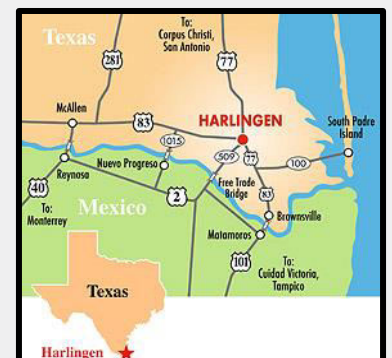 Texas
To:
Corpus Christi,
San Antonio
281
77
McAllen
83
HARLINGEN
1015
South Padre
Island
509
77
100
Nuevo Progreso
Reynosa
Free Trade
Bridge
83
40
2
To:
Monterrey
Mexico
Brownsville
Matamoros
101
To:
Cuidad Victoria,
Tampico
Texas
Harlingen